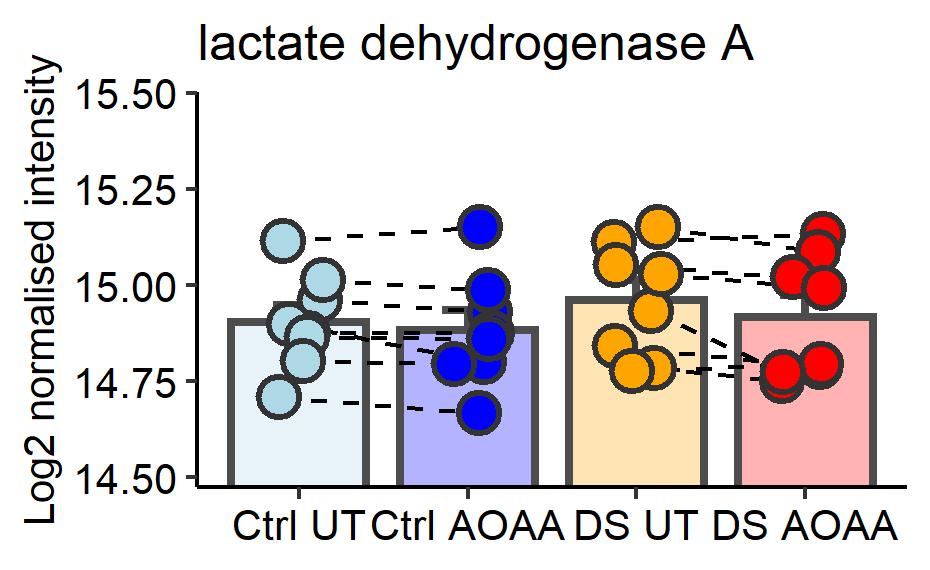 lactate dehydrogenase A
Log2 normalised intensity
15.50
15.25
15.00
14.75
14.50
Ctrl UT Ctrl AOAA DS UT DS AOAA